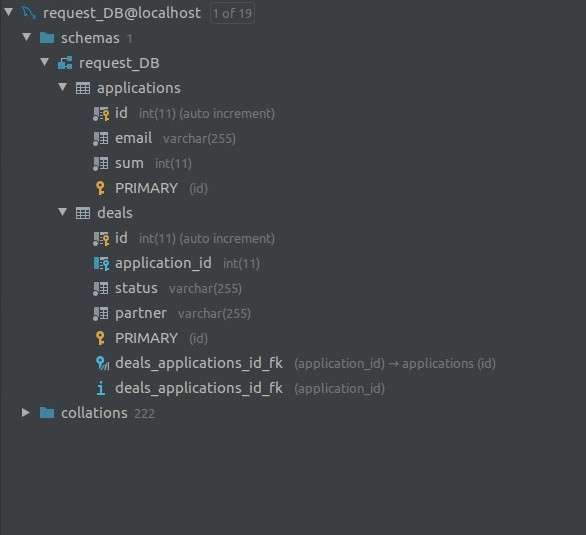 request_DB@localhost 1 of 19
schemas 1
request_DB
applications
id int(11) (auto increment)
email varchar(255)
sum int(11)
PRIMARY (id)
deals
id int(11) (auto increment)
application_id int(11)
status varchar(255)
partner varchar(255)
PRIMARY (id)
deals_applications_id_fk (application_id) → applications (id)
deals_applications_id_fk (application_id)
collations 222